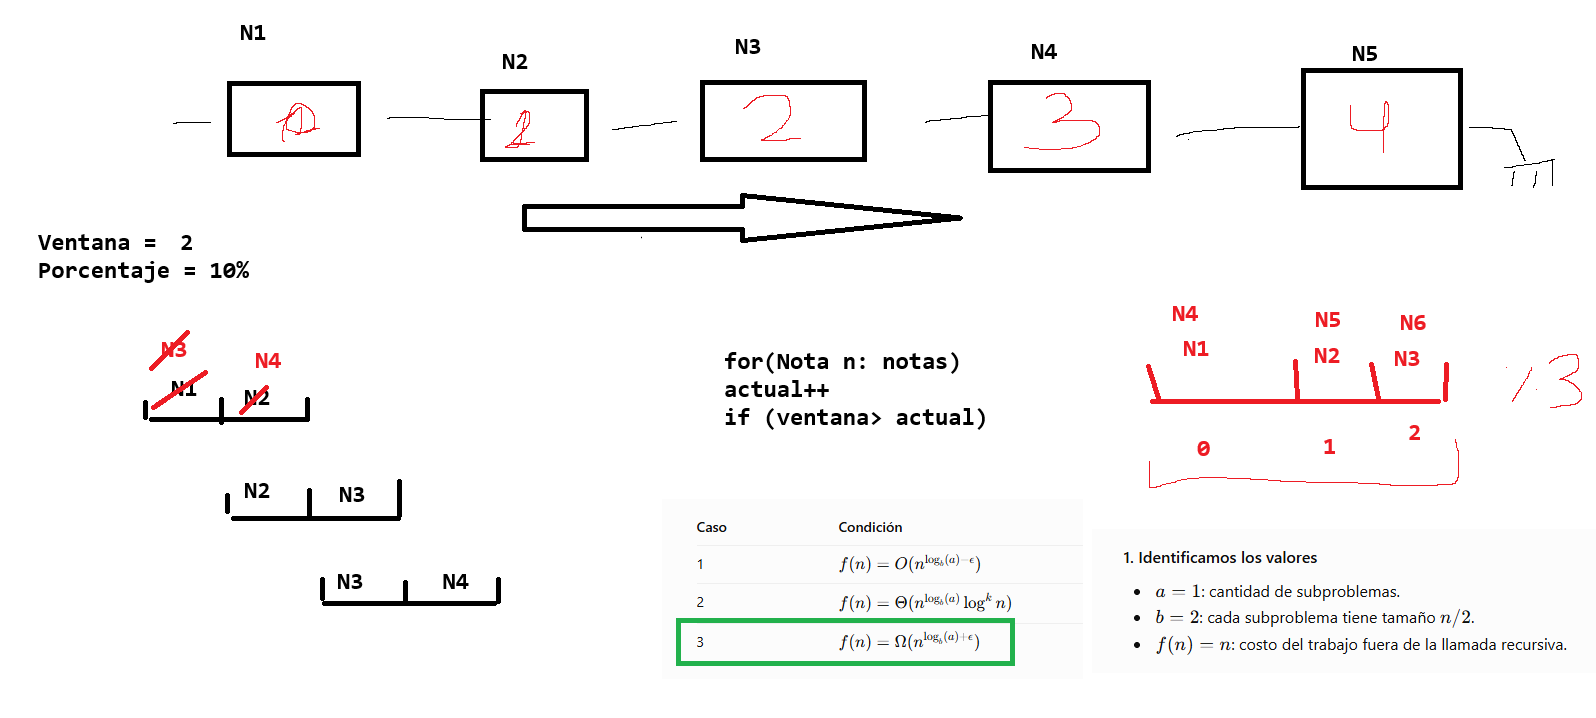 N1
N2
N3
N4
N5
2
3
4
Ventana = 2
Porcentaje = 10%
N3
N4
N1
N2
N2 N3
N3 N4
for(Nota n: notas)
actual++
if (ventana> actual)
N4 N5 N6
N1 N2 N3
0 1 2
Caso Condición
1 f(n) = O(n^{log_b(a)−ϵ})
2 f(n) = Θ(n^{log_b(a)} log^k n)
3 f(n) = Ω(n^{log_b(a)+ϵ})
1. Identificamos los valores
• a = 1: cantidad de subproblemas.
• b = 2: cada subproblema tiene tamaño n/2.
• f(n) = n: costo del trabajo fuera de la llamada recursiva.